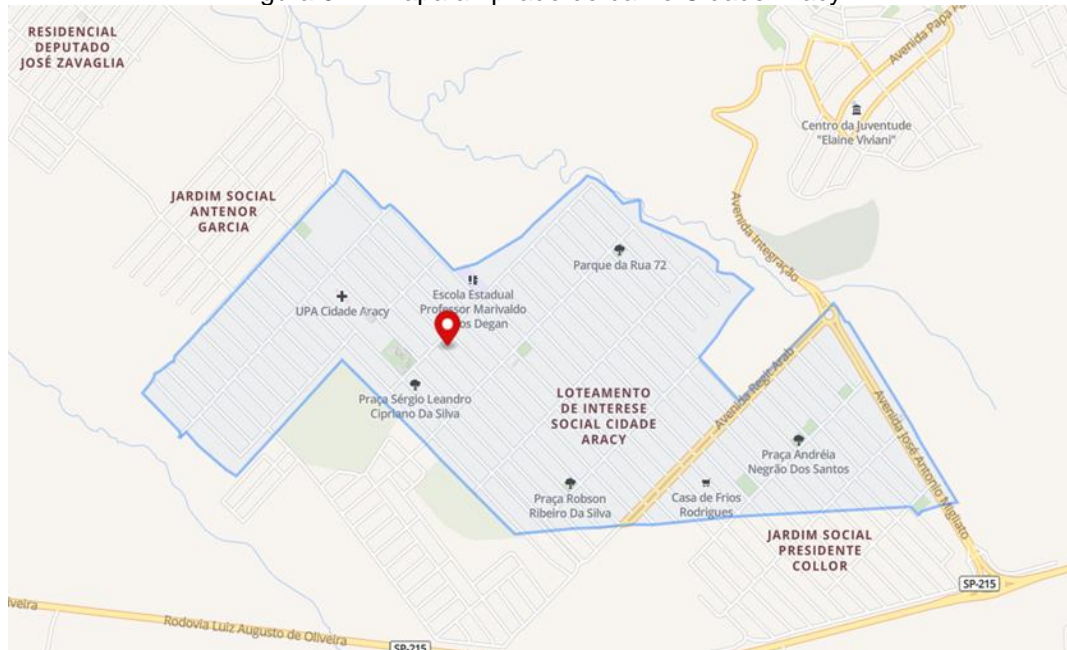 RESIDENCIAL
DEPUTADO
JOSÉ ZAVAGLIA
Avenida Papa
Centro da Juventude
"Elaine Viviani"
JARDIM SOCIAL
ANTENOR
GARCIA
Avenida Integração
Parque da Rua 72
Escola Estadual
Professor Marivaldo
Degan
UPA Cidade Aracy
Praça Sérgio Leandro
Cipriano Da Silva
LOTEAMENTO
DE INTERESE
SOCIAL CIDADE
ARACY
Avenida Regit Arab
Avenida José Antonio Migliato
Praça Andréia
Negrão Dos Santos
Praça Robson
Ribeiro Da Silva
Casa de Frios
Rodrigues
JARDIM SOCIAL
PRESIDENTE
COLLOR
SP-215
Rodovia Luiz Augusto de Oliveira
SP-215